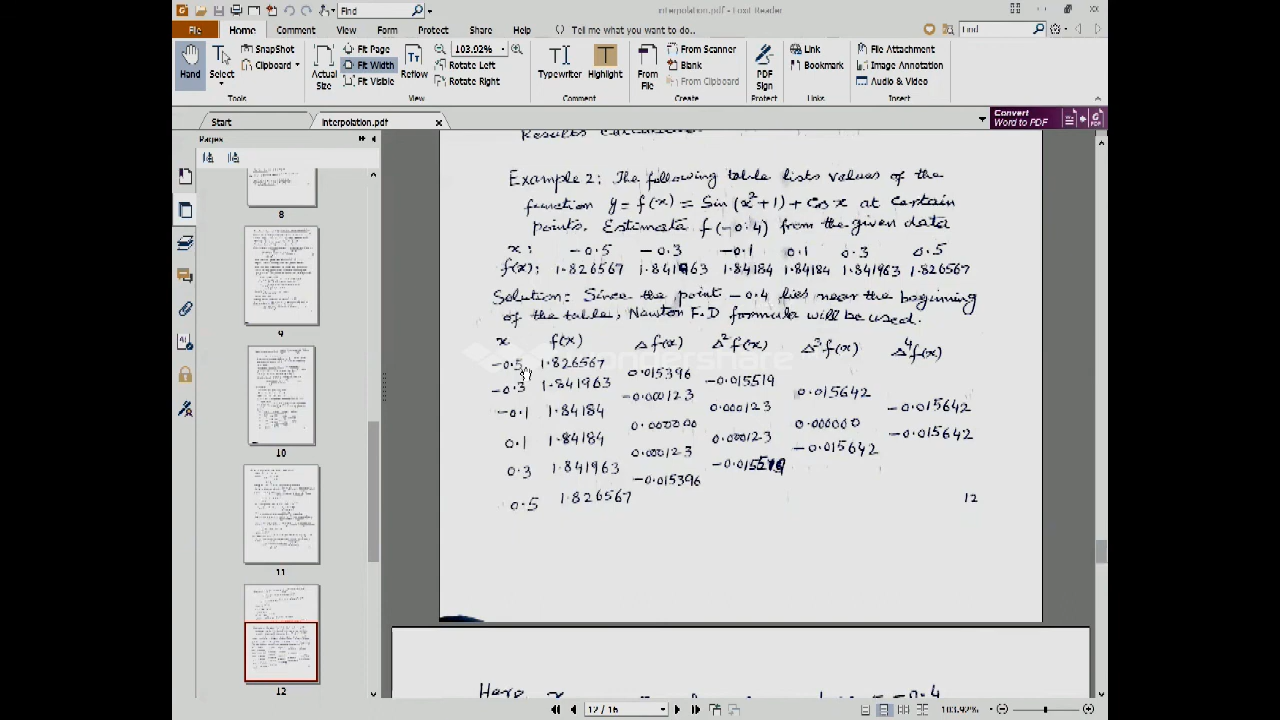 interpolation.pdf - Foxit Reader
Find
File Home Comment View Form Protect Share Help Tell me what you want to do.. Find
SnapShot Fit Page 103.92% From Scanner Link File Attachment
Clipboard Fit Width Rotate Left Blank Bookmark Image Annotation
Hand Select Actual Size Fit Visible Reflow Rotate Right Typewriter Highlight From File From Clipboard PDF Sign Audio & Video
Tools View Comment Create Protect Links Insert
Start interpolation.pdf Convert Word to PDF
Pages
8
9
10
11
12
Results
Example 2: The following table lists values of the
function y = f(x) = Sin(x²+1) + Cos x at certain
points. Estimate f(-0.4) from the given data
x: -0.5 -0.3 -0.1 0.1 0.3 0.5
f(x): 1.826567 1.841963 1.84184 1.84184 1.841963 1.826567
Solution: Since the point -0.4 lies near the beginning
of the table, Newton F.D formula will be used.
x f(x) Δf(x) Δ²f(x) Δ³f(x) Δ⁴f(x)
-0.5 1.826567
0.015396
-0.3 1.841963 -0.015519
-0.000123 0.015642
-0.1 1.84184 0.000123 -0.015642
0.000000 0.000000
0.1 1.84184 0.000123 -0.015642
0.000123 -0.015642
0.3 1.841963 -0.015519
-0.015396
0.5 1.826567
12
Here
12 / 16 103.92%